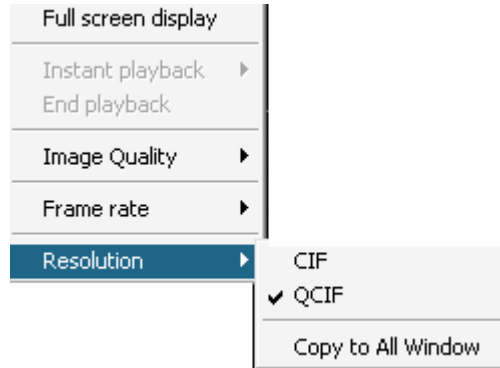 Full screen display
Instant playback
End playback
Image Quality
Frame rate
Resolution
CIF
QCIF
Copy to All Window